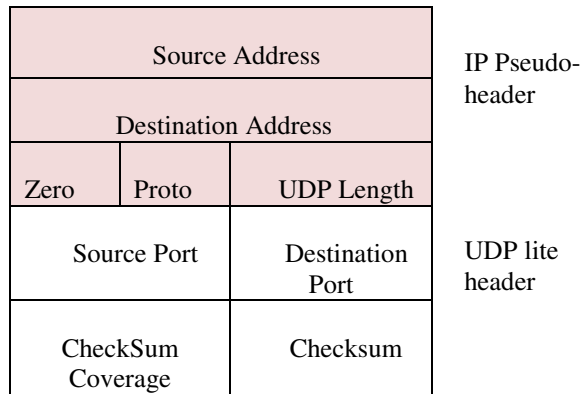 Source Address
IP Pseudo-
header
Destination Address
Zero Proto UDP Length
Source Port
Destination
Port
UDP lite
header
CheckSum
Coverage
Checksum